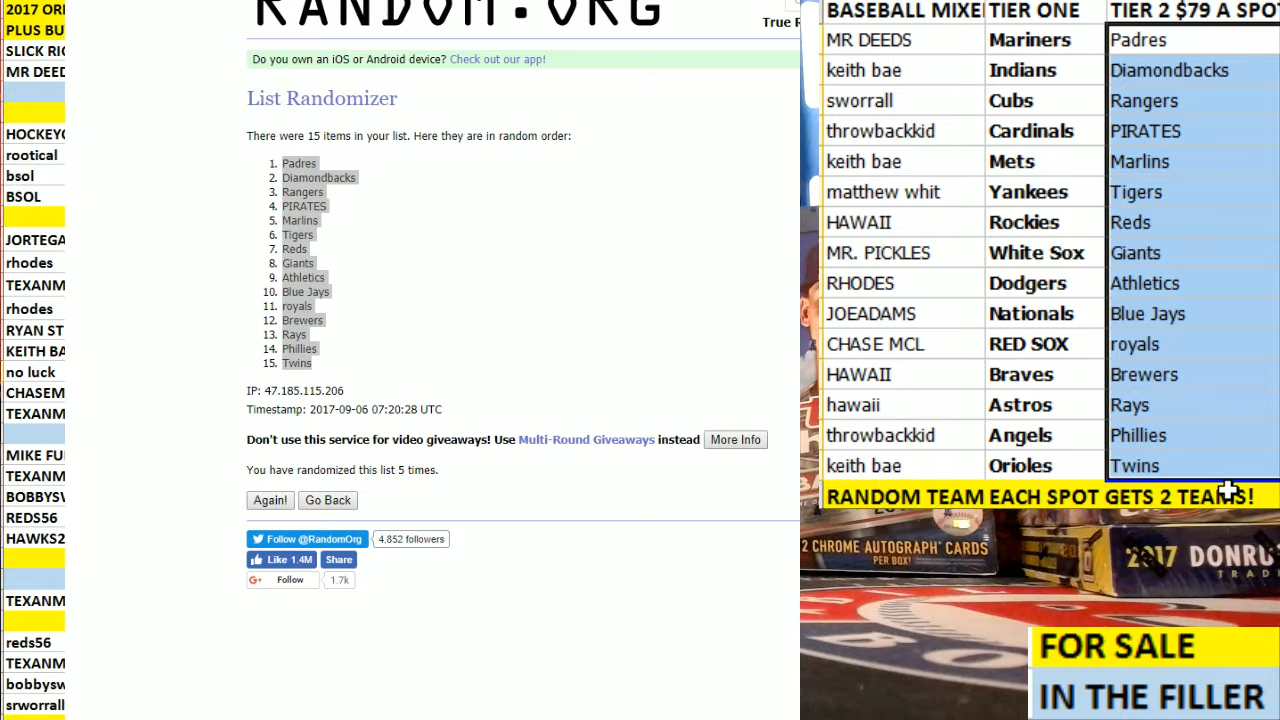 2017 ORI
PLUS BU
SLICK RIC
MR DEED
HOCKEYC
rootical
bsol
BSOL
JORTEGA
rhodes
TEXANM
rhodes
RYAN ST
KEITH BA
no luck
CHASEM
TEXANM
MIKE FUI
TEXANM
BOBBYSW
REDS56
HAWKS2
TEXANM
reds56
TEXANM
bobbysw
srworrall
RANDOM.ORG
True R
Do you own an iOS or Android device? Check out our app!
List Randomizer
There were 15 items in your list. Here they are in random order:
1. Padres
2. Diamondbacks
3. Rangers
4. PIRATES
5. Marlins
6. Tigers
7. Reds
8. Giants
9. Athletics
10. Blue Jays
11. royals
12. Brewers
13. Rays
14. Phillies
15. Twins
IP: 47.185.115.206
Timestamp: 2017-09-06 07:20:28 UTC
Don't use this service for video giveaways! Use Multi-Round Giveaways instead More Info
You have randomized this list 5 times.
Again! Go Back
Follow @RandomOrg 4,852 followers
Like 1.4M Share
G+ Follow 1.7k
BASEBALL MIXE TIER ONE TIER 2 $79 A SPOT
MR DEEDS Mariners Padres
keith bae Indians Diamondbacks
sworrall Cubs Rangers
throwbackkid Cardinals PIRATES
keith bae Mets Marlins
matthew whit Yankees Tigers
HAWAII Rockies Reds
MR. PICKLES White Sox Giants
RHODES Dodgers Athletics
JOEADAMS Nationals Blue Jays
CHASE MCL RED SOX royals
HAWAII Braves Brewers
hawaii Astros Rays
throwbackkid Angels Phillies
keith bae Orioles Twins
RANDOM TEAM EACH SPOT GETS 2 TEAMS!
2 CHROME AUTOGRAPH CARDS
PER BOX!
2017 DONRU
TRAD
BO
FOR SALE
IN THE FILLER